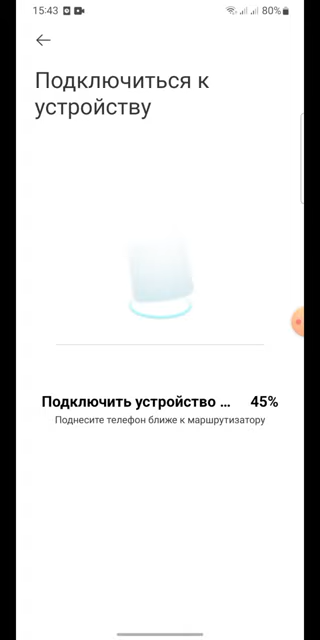 15:43 80%
Подключиться к
устройству
Подключить устройство ... 45%
Поднесите телефон ближе к маршрутизатору